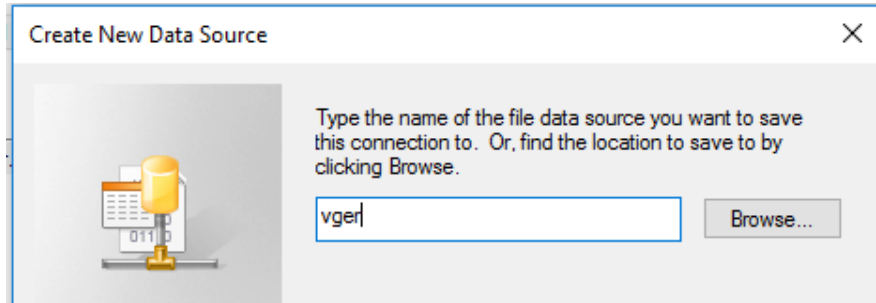 Create New Data Source
Type the name of the file data source you want to save
this connection to. Or, find the location to save to by
clicking Browse.
vger
Browse...